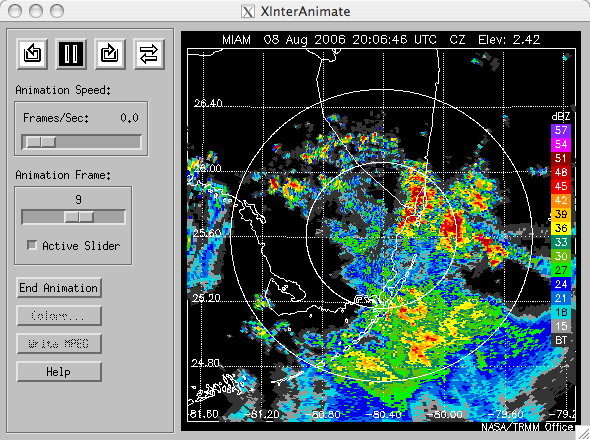 XInterAnimate
Animation Speed:
Frames/Sec: 0.0
Animation Frame:
9
Active Slider
End Animation
Colors...
Write MPEG
Help
MIAM 08 Aug 2006 20:06:46 UTC CZ Elev: 2.42
26.40
26.00
25.60
25.20
24.80
-81.60 -81.20 -80.80 -80.40 -80.00 -79.60 -79.2
dBZ
57
54
51
48
45
42
39
36
33
30
27
24
21
18
15
BT
NASA/TRMM Office